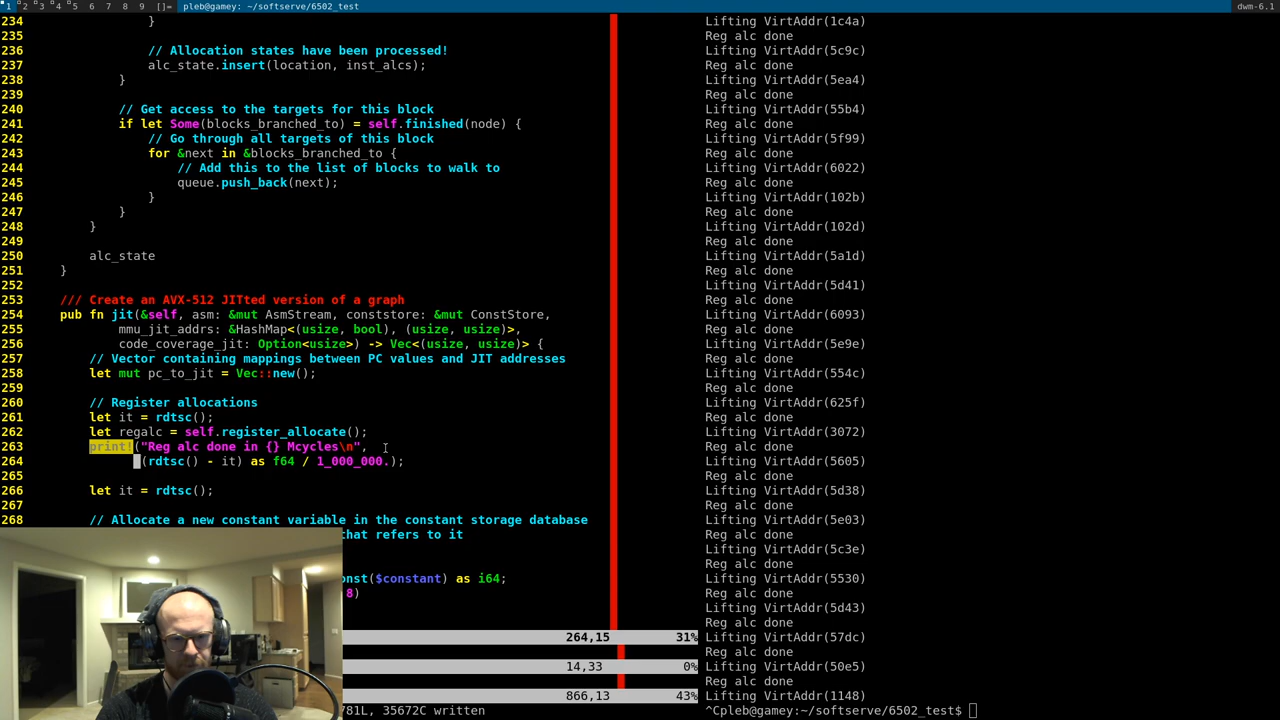 1 2 3 4 5 6 7 8 9 []= pleb@gamey: ~/softserve/6502_test dwm-6.1
234 }
235
236 // Allocation states have been processed!
237 alc_state.insert(location, inst_alcs);
238 }
239
240 // Get access to the targets for this block
241 if let Some(blocks_branched_to) = self.finished(node) {
242 // Go through all targets of this block
243 for &next in &blocks_branched_to {
244 // Add this to the list of blocks to walk to
245 queue.push_back(next);
246 }
247 }
248 }
249
250 alc_state
251 }
252
253 /// Create an AVX-512 JITted version of a graph
254 pub fn jit(&self, asm: &mut AsmStream, conststore: &mut ConstStore,
255 mmu_jit_addrs: &HashMap<(usize, bool), (usize, usize)>,
256 code_coverage_jit: Option<usize>) -> Vec<(usize, usize)> {
257 // Vector containing mappings between PC values and JIT addresses
258 let mut pc_to_jit = Vec::new();
259
260 // Register allocations
261 let it = rdtsc();
262 let regalc = self.register_allocate();
263 print!("Reg alc done in {} Mcycles\n",
264 (rdtsc() - it) as f64 / 1_000_000.);
265
266 let it = rdtsc();
267
268 // Allocate a new constant variable in the constant storage database
that refers to it
onst($constant) as i64;
8)
264,15 31%
14,33 0%
866,13 43%
781L, 35672C written
Lifting VirtAddr(1c4a)
Reg alc done
Lifting VirtAddr(5c9c)
Reg alc done
Lifting VirtAddr(5ea4)
Reg alc done
Lifting VirtAddr(55b4)
Reg alc done
Lifting VirtAddr(5f99)
Reg alc done
Lifting VirtAddr(6022)
Reg alc done
Lifting VirtAddr(102b)
Reg alc done
Lifting VirtAddr(102d)
Reg alc done
Lifting VirtAddr(5a1d)
Reg alc done
Lifting VirtAddr(5d41)
Reg alc done
Lifting VirtAddr(6093)
Reg alc done
Lifting VirtAddr(5e9e)
Reg alc done
Lifting VirtAddr(554c)
Reg alc done
Lifting VirtAddr(625f)
Reg alc done
Lifting VirtAddr(3072)
Reg alc done
Lifting VirtAddr(5605)
Reg alc done
Lifting VirtAddr(5d38)
Reg alc done
Lifting VirtAddr(5e03)
Reg alc done
Lifting VirtAddr(5c3e)
Reg alc done
Lifting VirtAddr(5530)
Reg alc done
Lifting VirtAddr(5d43)
Reg alc done
Lifting VirtAddr(57dc)
Reg alc done
Lifting VirtAddr(50e5)
Reg alc done
Lifting VirtAddr(1148)
^Cpleb@gamey:~/softserve/6502_test$